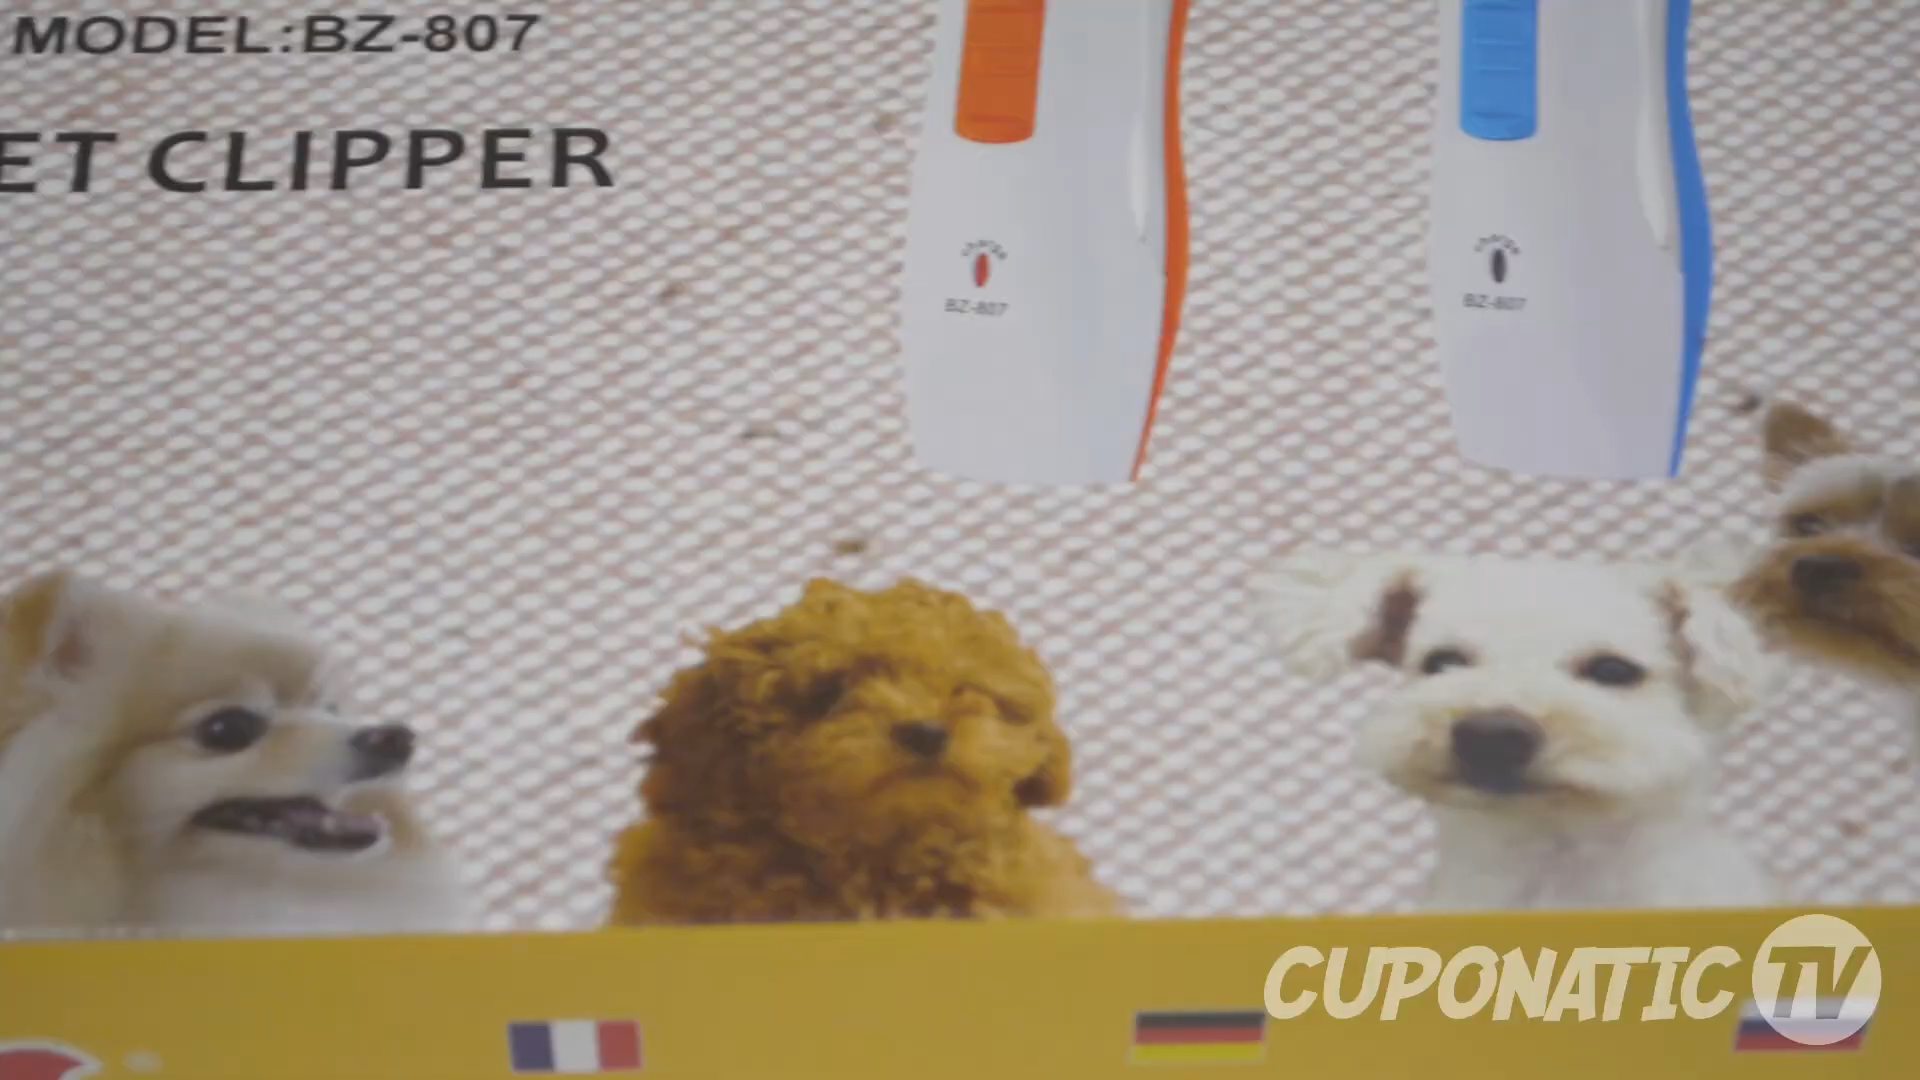 MODEL:BZ-807
ET CLIPPER
BZ-807
BZ-807
CUPONATIC TV